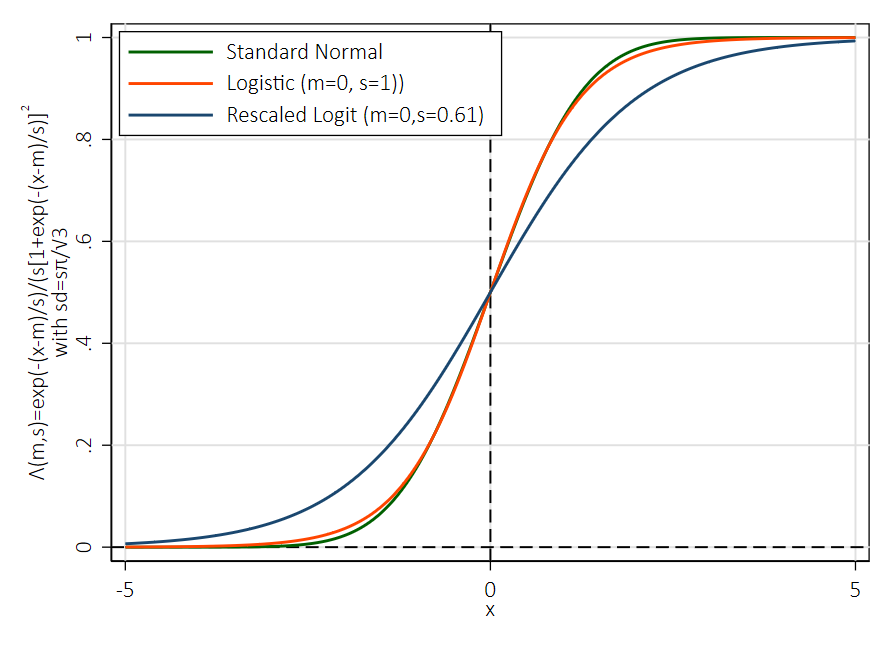 Λ(m,s)=exp(-(x-m)/s)/(s[1+exp(-(x-m)/s)]²
with sd=sπ/√3
Standard Normal
Logistic (m=0, s=1))
Rescaled Logit (m=0,s=0.61)
1
.8
.6
.4
.2
0
-5
0
5
x